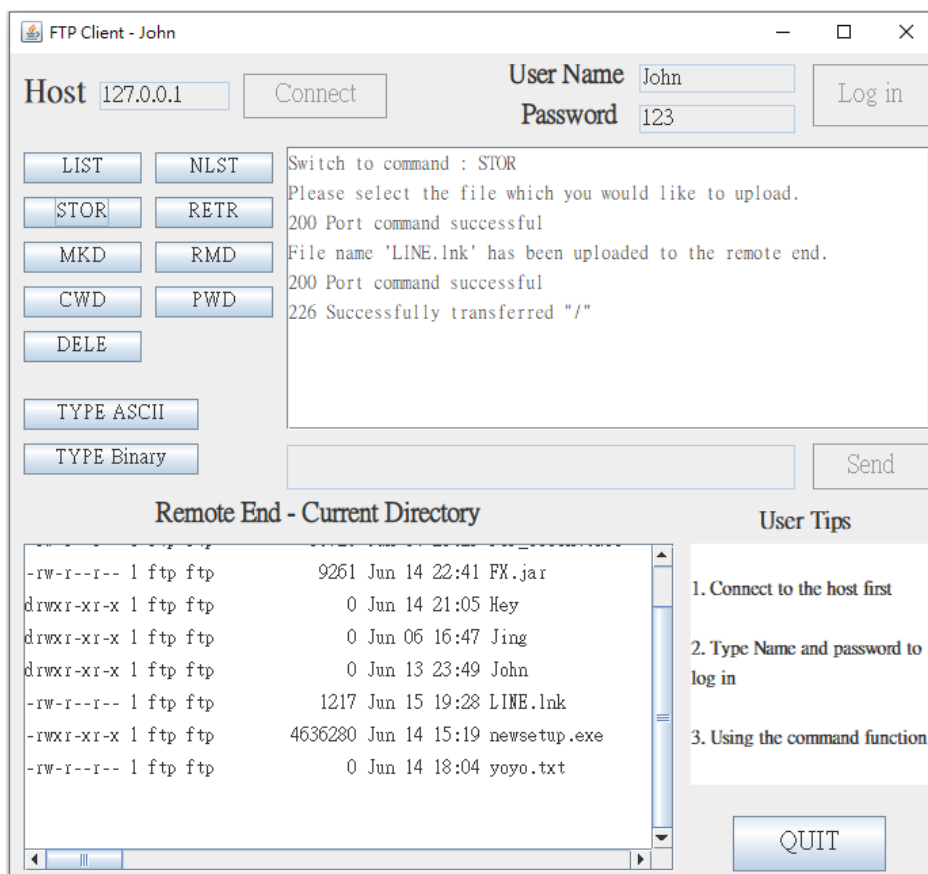 FTP Client - John
Host 127.0.0.1 Connect
User Name John
Password 123
Log in
LIST NLST
STOR RETR
MKD RMD
CWD PWD
DELE
TYPE ASCII
TYPE Binary
Switch to command : STOR
Please select the file which you would like to upload.
200 Port command successful
File name 'LINE.lnk' has been uploaded to the remote end.
200 Port command successful
226 Successfully transferred "/"
Send
Remote End - Current Directory
-rw-r--r-- 1 ftp ftp 9261 Jun 14 22:41 FX.jar
drwxr-xr-x 1 ftp ftp 0 Jun 14 21:05 Hey
drwxr-xr-x 1 ftp ftp 0 Jun 06 16:47 Jing
drwxr-xr-x 1 ftp ftp 0 Jun 13 23:49 John
-rw-r--r-- 1 ftp ftp 1217 Jun 15 19:28 LINE.lnk
-rwxr-xr-x 1 ftp ftp 4636280 Jun 14 15:19 newsetup.exe
-rw-r--r-- 1 ftp ftp 0 Jun 14 18:04 yoyo.txt
User Tips
1. Connect to the host first
2. Type Name and password to
log in
3. Using the command function
QUIT